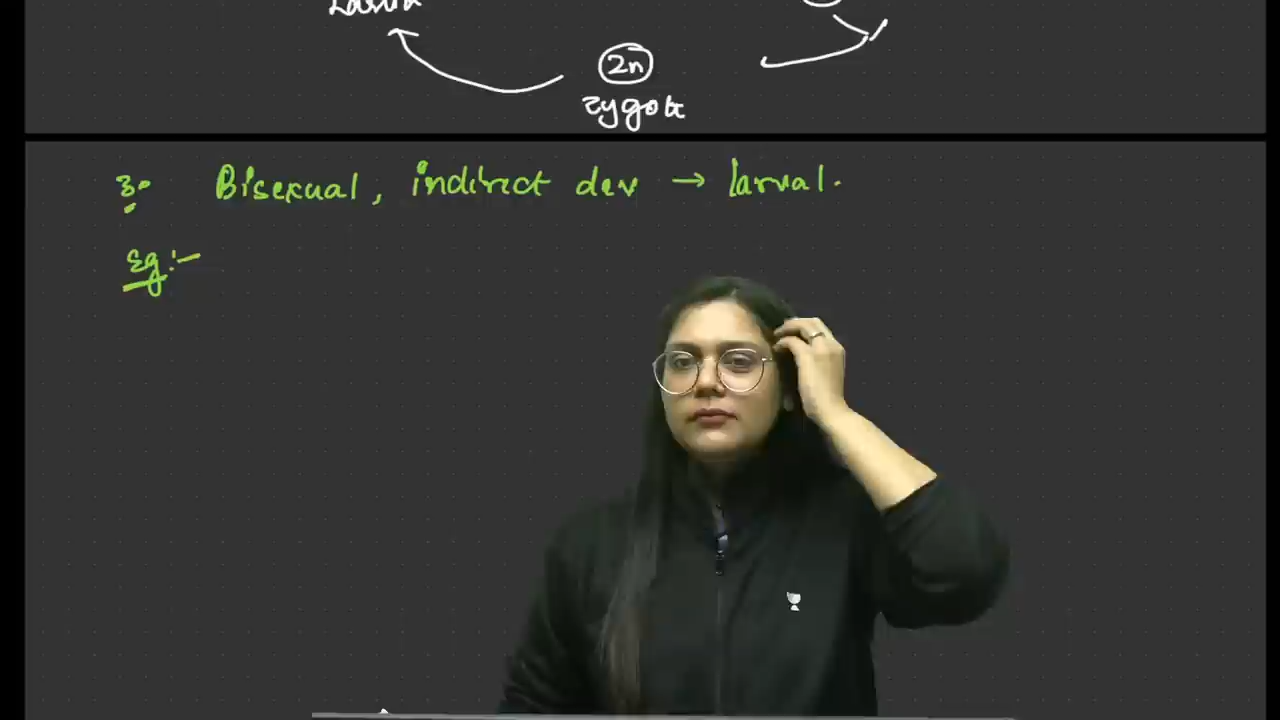 2n
zygote
3. Bisexual, indirect dev → larval.
Eg:-